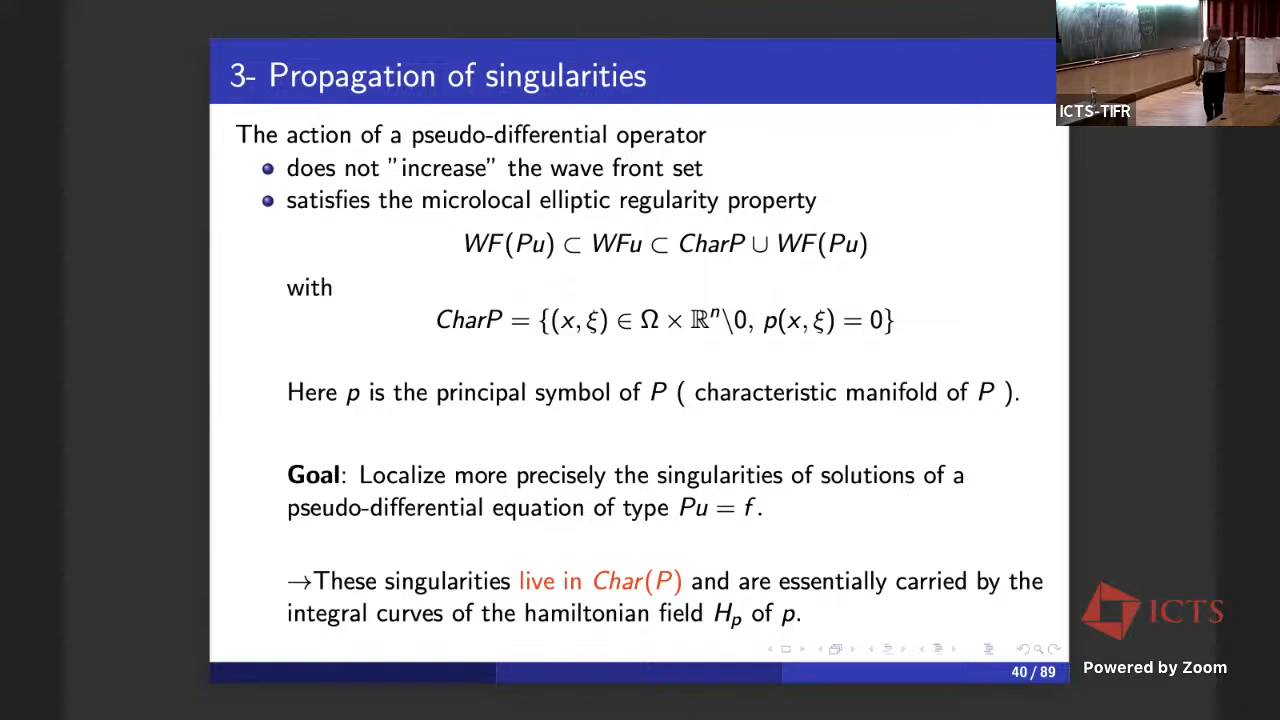 3- Propagation of singularities
ICTS-TIFR
The action of a pseudo-differential operator
does not "increase" the wave front set
satisfies the microlocal elliptic regularity property
WF(Pu) ⊂ WFu ⊂ CharP ∪ WF(Pu)
with
CharP = {(x, ξ) ∈ Ω × ℝⁿ\0, p(x, ξ) = 0}
Here p is the principal symbol of P ( characteristic manifold of P ).
Goal: Localize more precisely the singularities of solutions of a
pseudo-differential equation of type Pu = f.
→These singularities live in Char(P) and are essentially carried by the
integral curves of the hamiltonian field Hₚ of p.
ICTS
Powered by Zoom
40 / 89